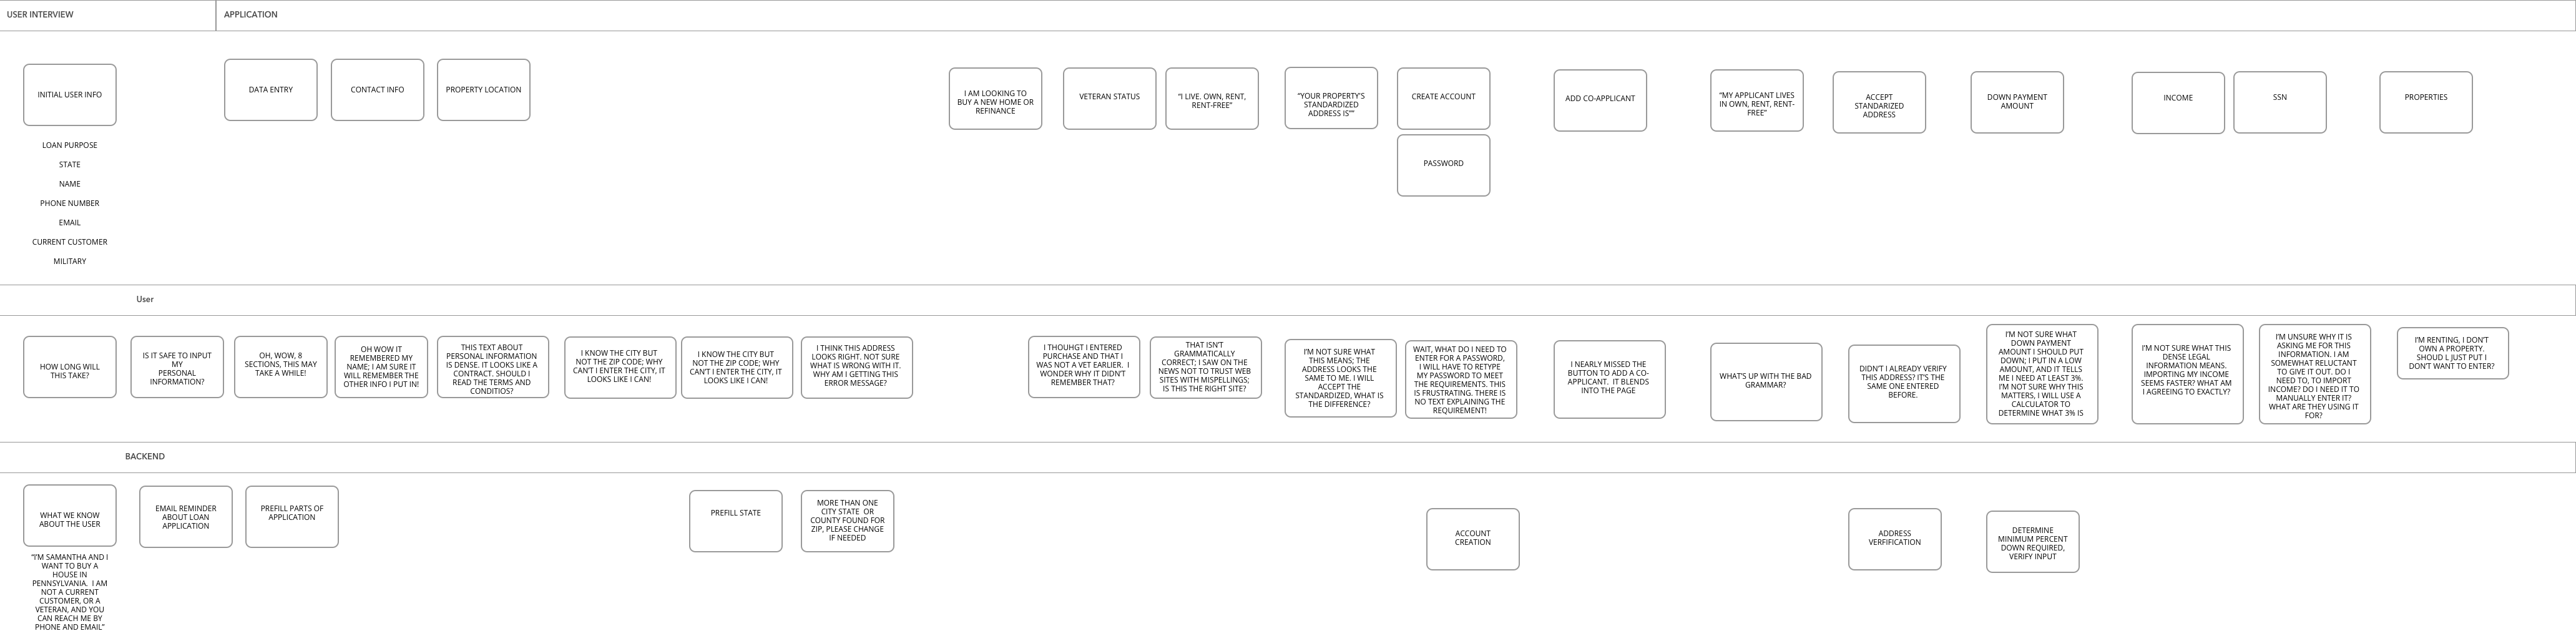 USER INTERVIEW
APPLICATION
INITIAL USER INFO
LOAN PURPOSE
STATE
NAME
PHONE NUMBER
EMAIL
CURRENT CUSTOMER
MILITARY
DATA ENTRY
CONTACT INFO
PROPERTY LOCATION
I AM LOOKING TO
BUY A NEW HOME OR
REFINANCE
VETERAN STATUS
“I LIVE. OWN, RENT,
RENT-FREE”
“YOUR PROPERTY’S
STANDARDIZED
ADDRESS IS””
CREATE ACCOUNT
PASSWORD
ADD CO-APPLICANT
“MY APPLICANT LIVES
IN OWN, RENT, RENT-
FREE”
ACCEPT
STANDARIZED
ADDRESS
DOWN PAYMENT
AMOUNT
INCOME
SSN
PROPERTIES
User
HOW LONG WILL
THIS TAKE?
IS IT SAFE TO INPUT
MY
PERSONAL
INFORMATION?
OH, WOW, 8
SECTIONS, THIS MAY
TAKE A WHILE!
OH WOW IT
REMEMBERED MY
NAME; I AM SURE IT
WILL REMEMBER THE
OTHER INFO I PUT IN!
THIS TEXT ABOUT
PERSONAL INFORMATION
IS DENSE. IT LOOKS LIKE A
CONTRACT. SHOULD I
READ THE TERMS AND
CONDITIONS?
I KNOW THE CITY BUT
NOT THE ZIP CODE; WHY
CAN’T I ENTER THE CITY, IT
LOOKS LIKE I CAN!
I KNOW THE CITY BUT
NOT THE ZIP CODE; WHY
CAN’T I ENTER THE CITY, IT
LOOKS LIKE I CAN!
I THINK THIS ADDRESS
LOOKS RIGHT. NOT SURE
WHAT IS WRONG WITH IT.
WHY AM I GETTING THIS
ERROR MESSAGE?
I THOUHGT I ENTERED
PURCHASE AND THAT I
WAS NOT A VET EARLIER. I
WONDER WHY IT DIDN’T
REMEMBER THAT?
THAT ISN’T
GRAMMATICALLY
CORRECT; I SAW ON THE
NEWS NOT TO TRUST WEB
SITES WITH MISPELLINGS;
IS THIS THE RIGHT SITE?
I’M NOT SURE WHAT
THIS MEANS; THE
ADDRESS LOOKS THE
SAME TO ME. I WILL
ACCEPT THE
STANDARDIZED, WHAT IS
THE DIFFERENCE?
WAIT, WHAT DO I NEED TO
ENTER FOR A PASSWORD,
I WILL HAVE TO RETYPE
MY PASSWORD TO MEET
THE REQUIREMENTS. THIS
IS FRUSTRATING. THERE IS
NO TEXT EXPLAINING THE
REQUIREMENT!
I NEARLY MISSED THE
BUTTON TO ADD A CO-
APPLICANT. IT BLENDS
INTO THE PAGE
WHAT’S UP WITH THE BAD
GRAMMAR?
DIDN’T I ALREADY VERIFY
THIS ADDRESS? IT’S THE
SAME ONE ENTERED
BEFORE.
I’M NOT SURE WHAT
DOWN PAYMENT
AMOUNT I SHOULD PUT
DOWN; I PUT IN A LOW
AMOUNT, AND IT TELLS
ME I NEED AT LEAST 3%.
I’M NOT SURE WHY THIS
MATTERS, I WILL USE A
CALCULATOR TO
DETERMINE WHAT 3% IS
I’M NOT SURE WHAT THIS
DENSE LEGAL
INFORMATION MEANS.
IMPORTING MY INCOME
SEEMS FASTER? WHAT AM
I AGREEING TO EXACTLY?
I’M UNSURE WHY IT IS
ASKING ME FOR THIS
INFORMATION. I AM
SOMEWHAT RELUCTANT
TO GIVE IT OUT. DO I
NEED TO, TO IMPORT
INCOME? DO I NEED IT TO
MANUALLY ENTER IT?
WHAT ARE THEY USING IT
FOR?
I’M RENTING, I DON’T
OWN A PROPERTY.
SHOUD L JUST PUT I
DON’T WANT TO ENTER?
BACKEND
WHAT WE KNOW
ABOUT THE USER
“I’M SAMANTHA AND I
WANT TO BUY A
HOUSE IN
PENNSYLVANIA. I AM
NOT A CURRENT
CUSTOMER, OR A
VETERAN, AND YOU
CAN REACH ME BY
PHONE AND EMAIL”
EMAIL REMINDER
ABOUT LOAN
APPLICATION
PREFILL PARTS OF
APPLICATION
PREFILL STATE
MORE THAN ONE
CITY STATE OR
COUNTY FOUND FOR
ZIP, PLEASE CHANGE
IF NEEDED
ACCOUNT
CREATION
ADDRESS
VERFIFICATION
DETERMINE
MINIMUM PERCENT
DOWN REQUIRED,
VERIFY INPUT